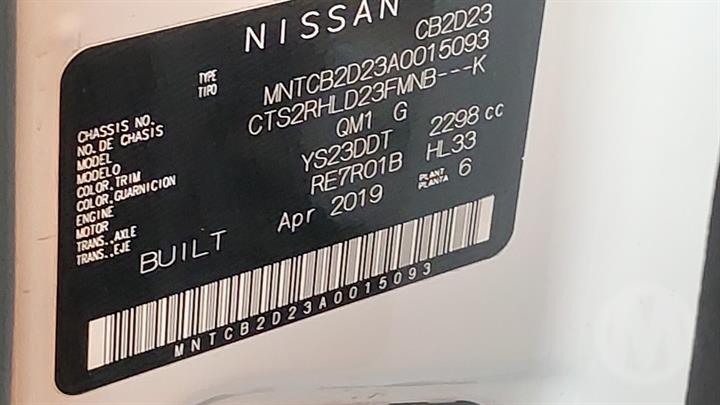 NISSAN
TYPE CB2D23
TIPO
CHASSIS NO. MNTCB2D23A0015093
NO. DE CHASIS
MODEL CTS2RHLD23FMNB---K
MODELO
COLOR, TRIM QM1 G
COLOR, GUARNICION
ENGINE YS23DDT 2298 cc
MOTOR
TRANS., AXLE RE7R01B HL33
TRANS., EJE
PLANT 6
PLANTA
BUILT Apr 2019
MNTCB2D23A0015093
M